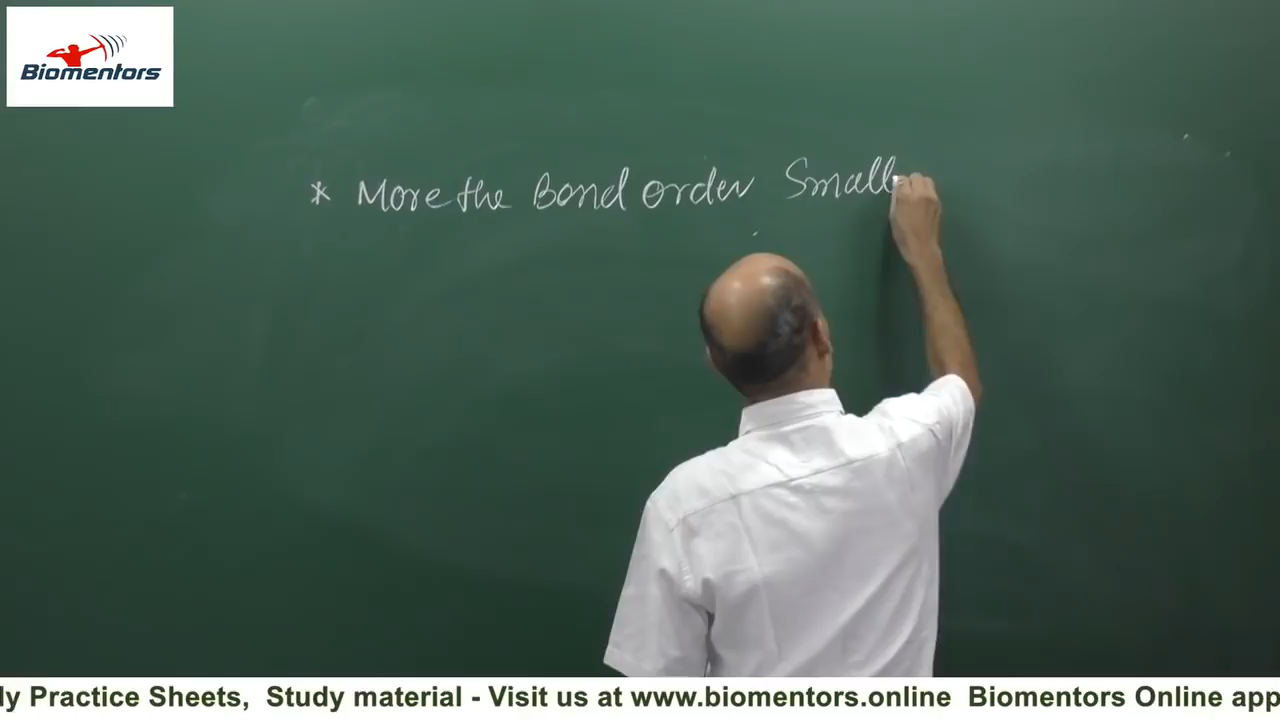 Biomentors
* More the Bond order Small
ly Practice Sheets, Study material - Visit us at www.biomentors.online Biomentors Online app